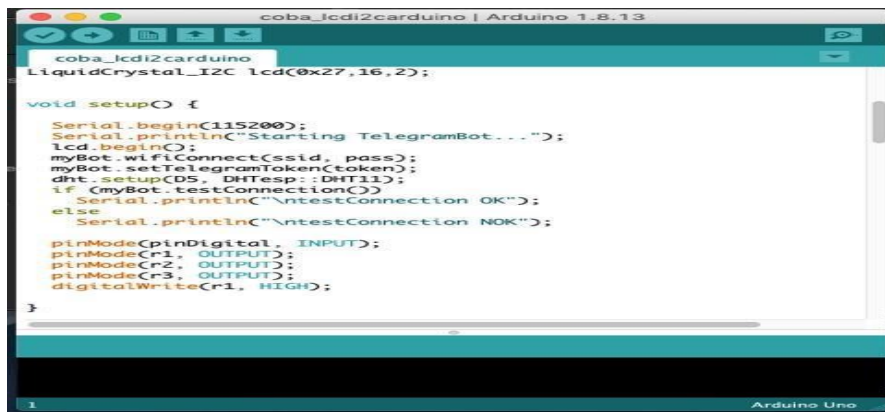 coba_lcdi2carduino | Arduino 1.8.13
coba_lcdi2carduino
LiquidCrystal_I2C lcd(0x27,16,2);
void setup() {
Serial.begin(115200);
Serial.println("Starting TelegramBot...");
lcd.begin();
myBot.wifiConnect(ssid, pass);
myBot.setTelegramToken(token);
dht.setup(D5, DHTesp::DHT11);
if (myBot.testConnection())
Serial.println("\ntestConnection OK");
else
Serial.println("\ntestConnection NOK");
pinMode(pinDigital, INPUT);
pinMode(r1, OUTPUT);
pinMode(r2, OUTPUT);
pinMode(r3, OUTPUT);
digitalWrite(r1, HIGH);
}
1 Arduino Uno